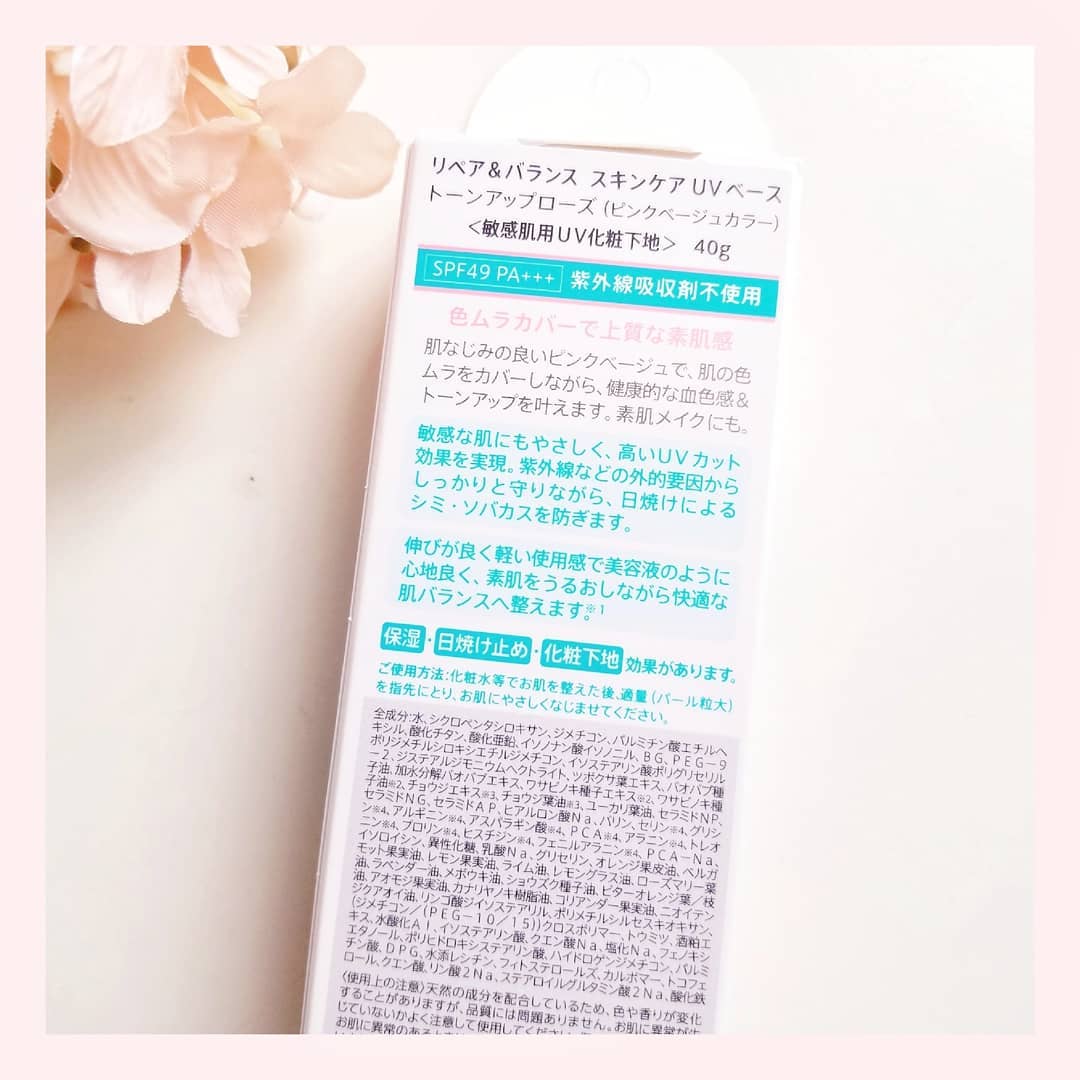 リペア&バランス スキンケアUVベース
トーンアップローズ（ピンクベージュカラー）
＜敏感肌用UV化粧下地＞ 40g
SPF49 PA+++ 紫外線吸収剤不使用
色ムラカバーで上質な素肌感
肌なじみの良いピンクベージュで、肌の色
ムラをカバーしながら、健康的な血色感&
トーンアップを叶えます。素肌メイクにも。
敏感な肌にもやさしく、高いUVカット
効果を実現。紫外線などの外的要因から
しっかりと守りながら、日焼けによる
シミ・ソバカスを防ぎます。
伸びが良く軽い使用感で美容液のように
心地良く、素肌をうるおしながら快適な
肌バランスへ整えます。※1
保湿・日焼け止め・化粧下地 効果があります。
ご使用方法：化粧水等でお肌を整えた後、適量（パール粒大）
を指先にとり、お肌にやさしくなじませてください。
全成分：水、シクロペンタシロキサン、ジメチコン、パルミチン酸エチルヘ
キシル、酸化チタン、酸化亜鉛、イソノナン酸イソノニル、BG、PEG-9
ポリジメチルシロキシエチルジメチコン、イソステアリン酸ポリグリセリル
-2、ジステアルジモニウムヘクトライト、ツボクサ葉エキス、バオバブ種
子油、加水分解バオバブエキス、ワサビノキ種子エキス※2、ワサビノキ種
子油※2、チョウジエキス※3、チョウジ葉油※3、ユーカリ葉油、セラミドNP、
セラミドNG、セラミドAP、ヒアルロン酸Na、バリン、セリン※4、グリシ
ン※4、アルギニン※4、アスパラギン酸※4、PCA※4、アラニン※4、トレオ
ニン※4、プロリン※4、ヒスチジン※4、フェニルアラニン※4、PCA-Na、
イソロイシン、異性化糖、乳酸Na、グリセリン、オレンジ果皮油、ベルガ
モット果実油、レモン果実油、ライム油、レモングラス油、ローズマリー葉
油、ラベンダー油、メボウキ油、ショウズク種子油、ビターオレンジ葉／枝
油、アオモジ果実油、カナリヤノキ樹脂油、コリアンダー果実油、ニオイテン
ジクアオイ油、リンゴ酸ジイソステアリル、ポリメチルシルセスキオキサン、
（ジメチコン／（PEG-10／15））クロスポリマー、トウミツ、酒粕エ
キス、水酸化Al、イソステアリン酸、クエン酸Na、塩化Na、フェノキシ
エタノール、ポリヒドロキシステアリン酸、ハイドロゲンジメチコン、パルミ
チン酸、DPG、水添レシチン、フィトステロールズ、カルボマー、トコフェ
ロール、クエン酸、リン酸2Na、ステアロイルグルタミン酸2Na、酸化鉄
〈使用上の注意〉天然の成分を配合しているため、色や香りが変化
することがありますが、品質には問題ありません。お肌に異常が生
じていないかよく注意して使用してください。
お肌に異常のあるとき